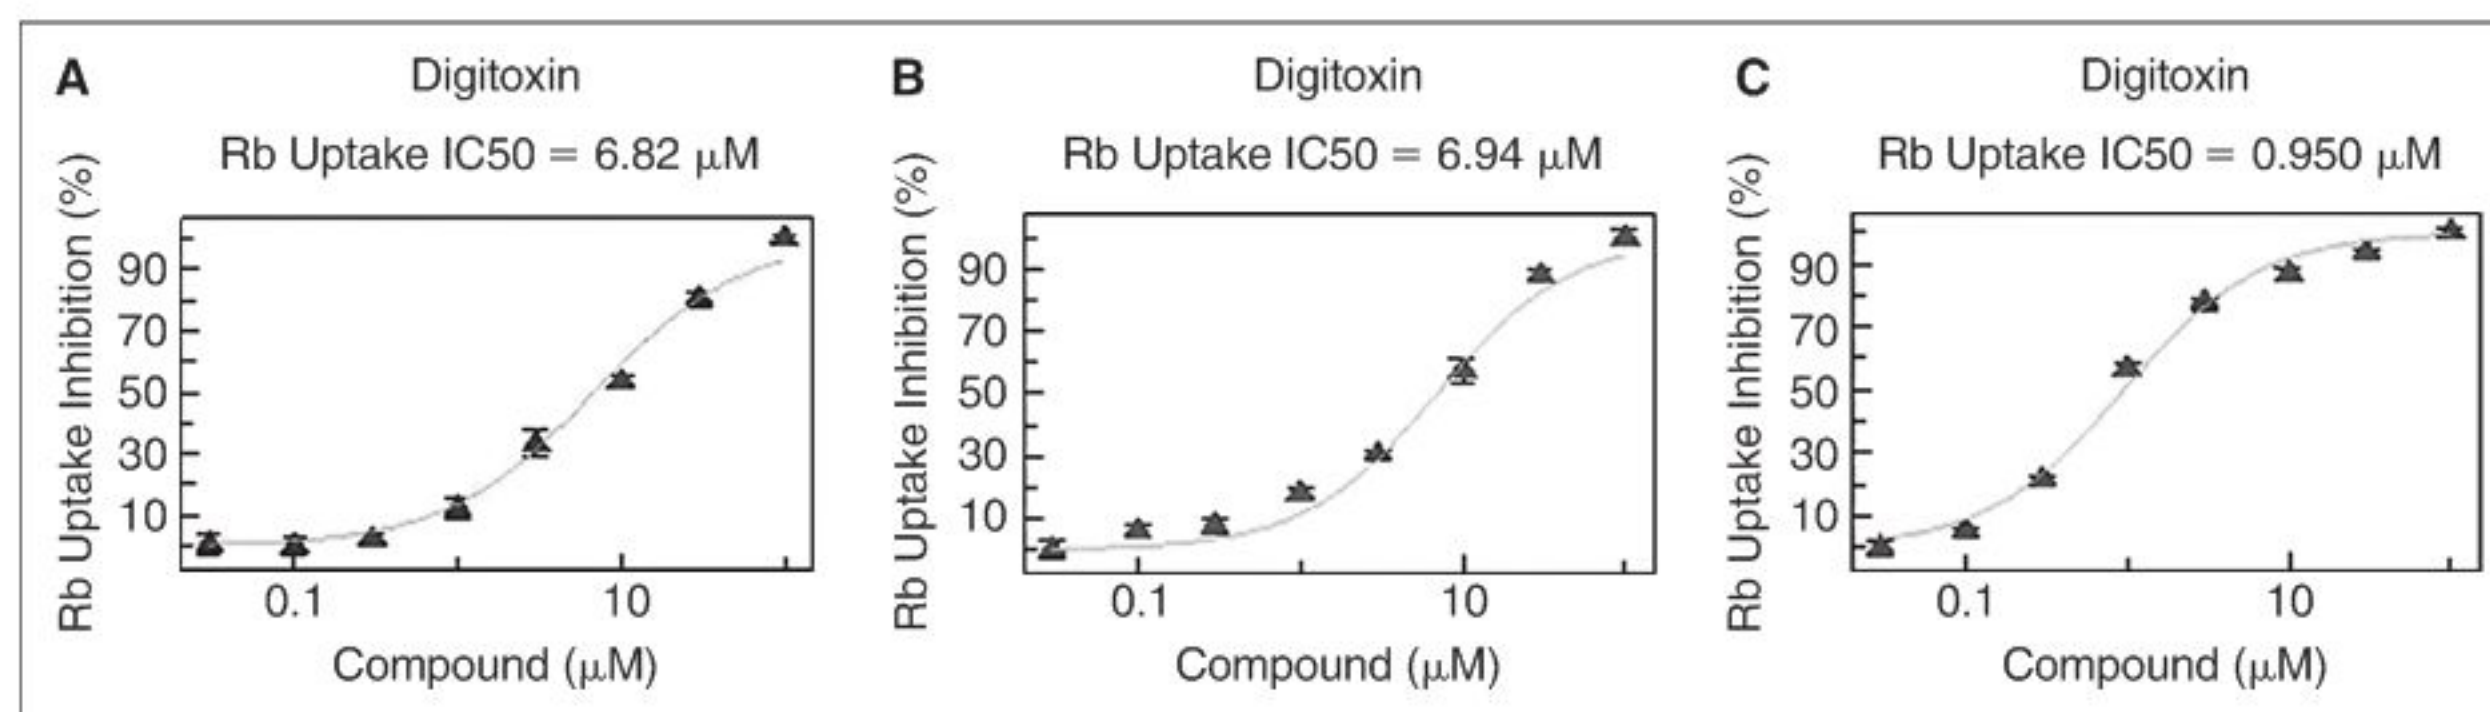 A
Digitoxin
Rb Uptake IC50 = 6.82 μM
Rb Uptake Inhibition (%)
90
70
50
30
10
0.1
10
Compound (μM)
B
Digitoxin
Rb Uptake IC50 = 6.94 μM
Rb Uptake Inhibition (%)
90
70
50
30
10
0.1
10
Compound (μM)
C
Digitoxin
Rb Uptake IC50 = 0.950 μM
Rb Uptake Inhibition (%)
90
70
50
30
10
0.1
10
Compound (μM)